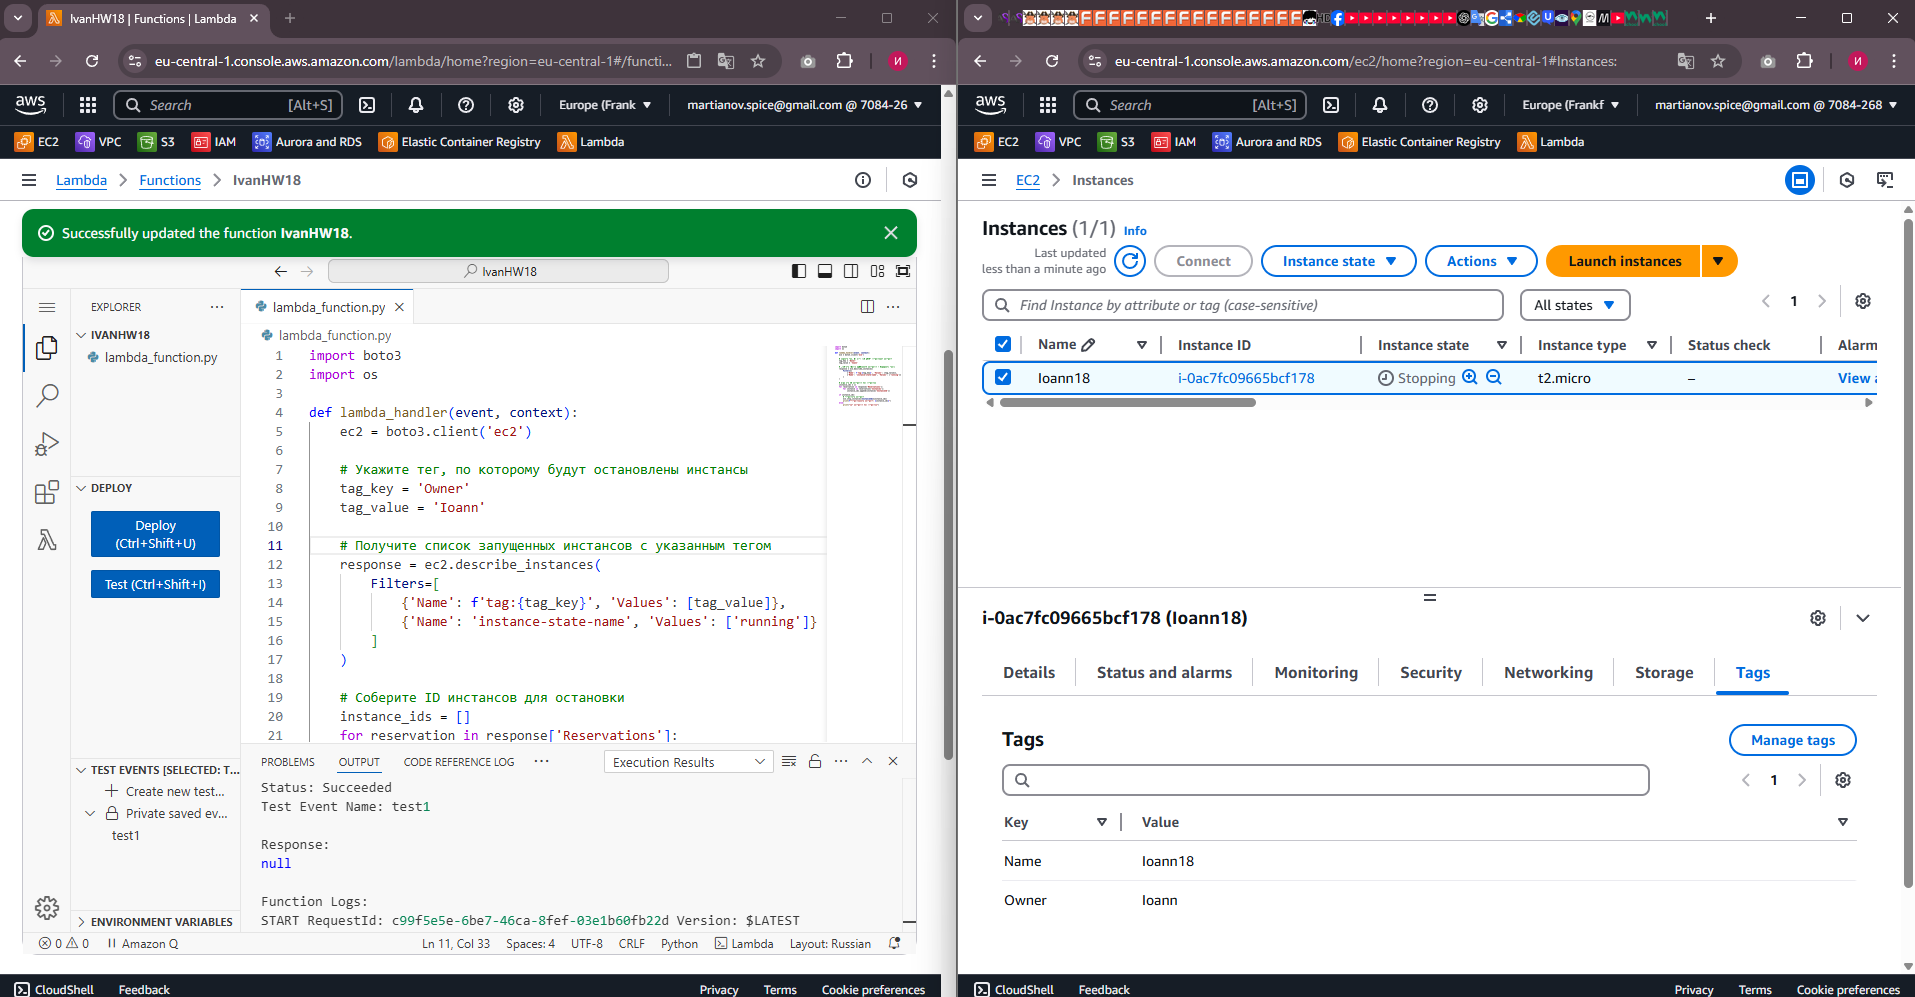 IvanHW18 | Functions | Lambda
eu-central-1.console.aws.amazon.com/lambda/home?region=eu-central-1#/functi...
aws
Search
[Alt+S]
Europe (Frank
martianov.spice@gmail.com @ 7084-26
EC2
VPC
S3
IAM
Aurora and RDS
Elastic Container Registry
Lambda
Lambda
Functions
IvanHW18
Successfully updated the function IvanHW18.
IvanHW18
EXPLORER
IVANHW18
lambda_function.py
DEPLOY
Deploy
(Ctrl+Shift+U)
Test (Ctrl+Shift+I)
TEST EVENTS [SELECTED: T...
Create new test...
Private saved ev...
test1
ENVIRONMENT VARIABLES
lambda_function.py
lambda_function.py
1 import boto3
2 import os
3
4 def lambda_handler(event, context):
5 ec2 = boto3.client('ec2')
6
7 # Укажите тег, по которому будут остановлены инстансы
8 tag_key = 'Owner'
9 tag_value = 'Ioann'
10
11 # Получите список запущенных инстансов с указанным тегом
12 response = ec2.describe_instances(
13 Filters=[
14 {'Name': f'tag:{tag_key}', 'Values': [tag_value]},
15 {'Name': 'instance-state-name', 'Values': ['running']}
16 ]
17 )
18
19 # Соберите ID инстансов для остановки
20 instance_ids = []
21 for reservation in response['Reservations']:
PROBLEMS
OUTPUT
CODE REFERENCE LOG
Execution Results
Status: Succeeded
Test Event Name: test1
Response:
null
Function Logs:
START RequestId: c99f5e5e-6be7-46ca-8fef-03e1b60fb22d Version: $LATEST
0 0
Amazon Q
Ln 11, Col 33
Spaces: 4
UTF-8
CRLF
Python
Lambda
Layout: Russian
CloudShell
Feedback
Privacy
Terms
Cookie preferences
eu-central-1.console.aws.amazon.com/ec2/home?region=eu-central-1#Instances:
И
aws
Search
[Alt+S]
Europe (Frankf
martianov.spice@gmail.com @ 7084-268
EC2
VPC
S3
IAM
Aurora and RDS
Elastic Container Registry
Lambda
EC2
Instances
Instances (1/1) Info
Last updated
less than a minute ago
Connect
Instance state
Actions
Launch instances
Find Instance by attribute or tag (case-sensitive)
All states
1
Name
Instance ID
Instance state
Instance type
Status check
Alarm
Ioann18
i-0ac7fc09665bcf178
Stopping
t2.micro
–
View a
i-0ac7fc09665bcf178 (Ioann18)
Details
Status and alarms
Monitoring
Security
Networking
Storage
Tags
Tags
Manage tags
1
Key
Value
Name
Ioann18
Owner
Ioann
CloudShell
Feedback
Privacy
Terms
Cookie preferences